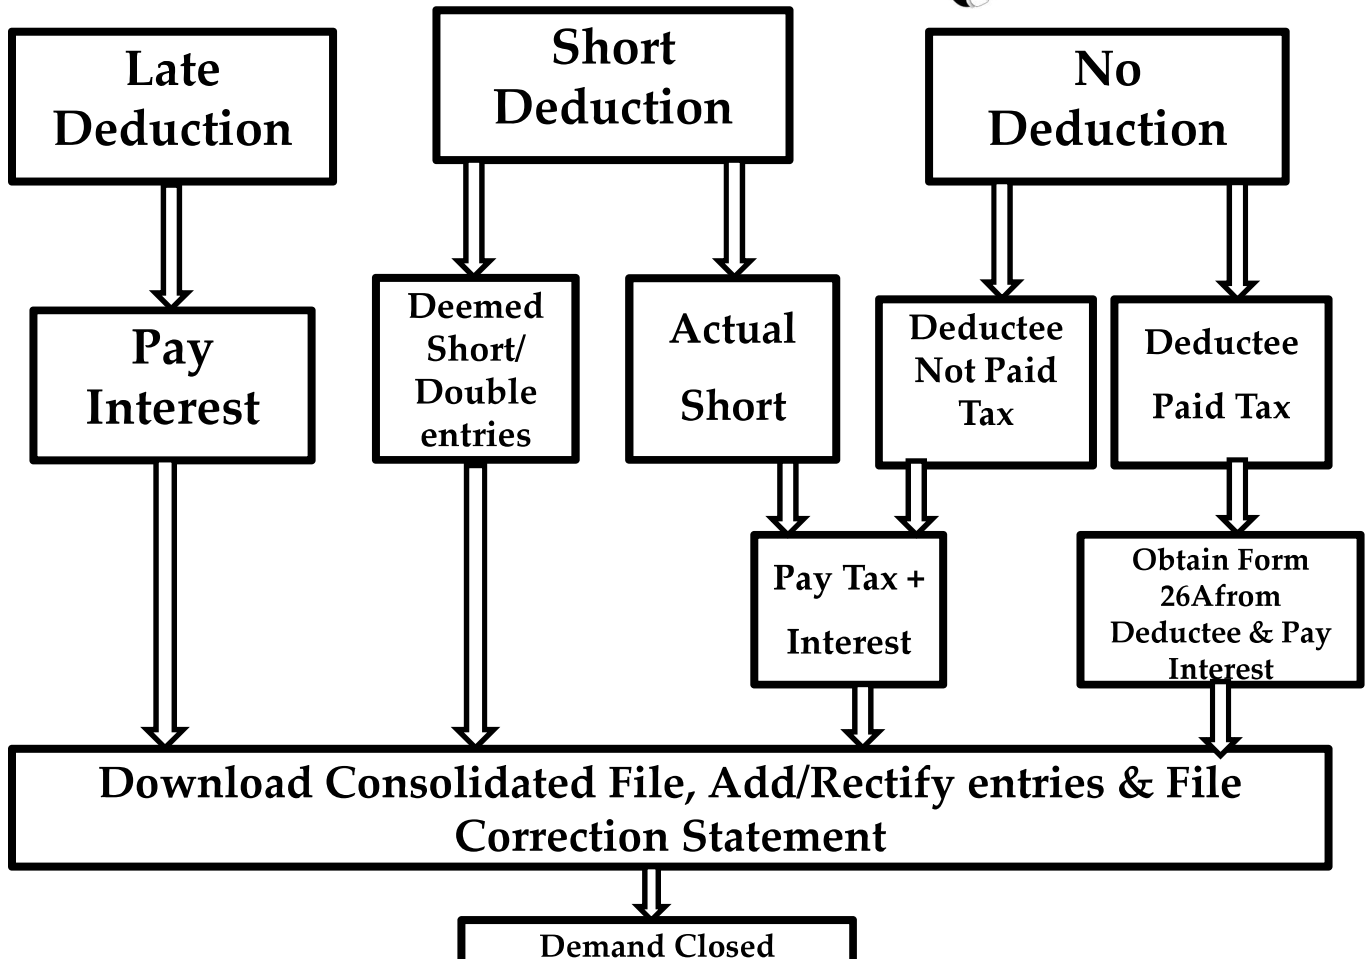 Late
Deduction
Short
Deduction
No
Deduction
Pay
Interest
Deemed
Short/
Double
entries
Actual
Short
Deductee
Not Paid
Tax
Deductee
Paid Tax
Pay Tax +
Interest
Obtain Form
26Afrom
Deductee & Pay
Interest
Download Consolidated File, Add/Rectify entries & File
Correction Statement
Demand Closed